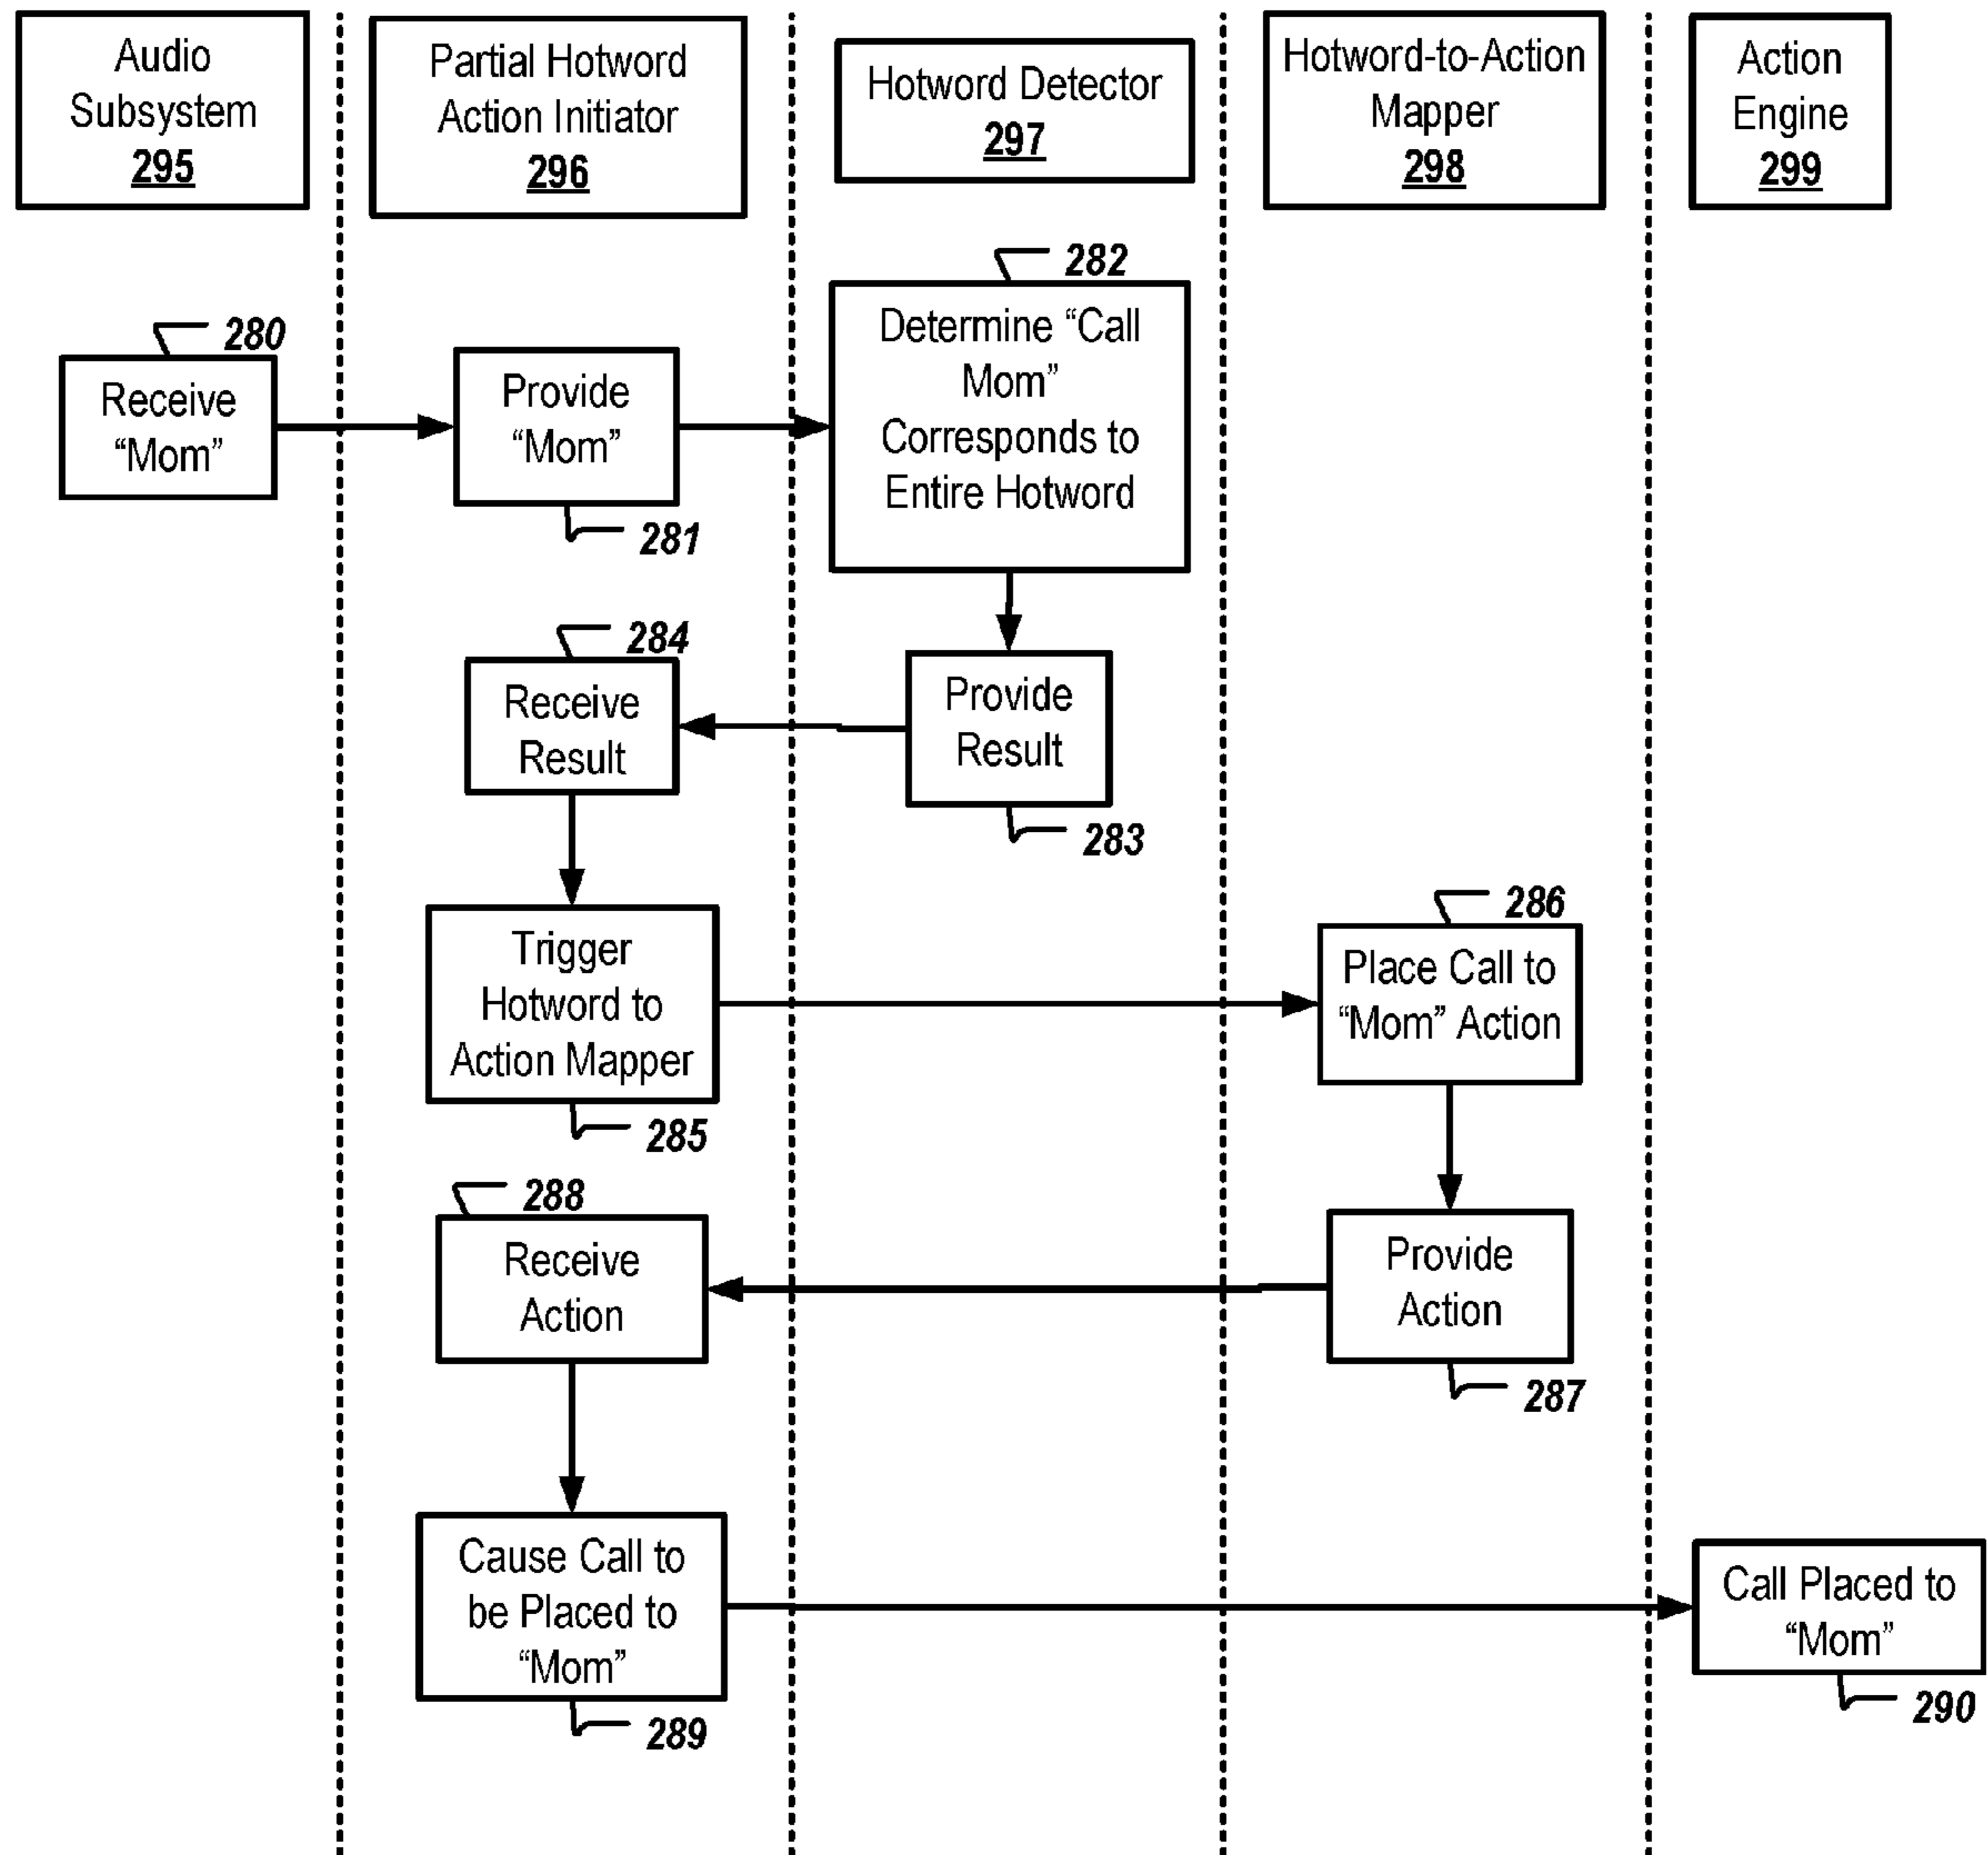 Audio
Subsystem
295
Partial Hotword
Action Initiator
296
Hotword Detector
297
Hotword-to-Action
Mapper
298
Action
Engine
299
280
Receive
“Mom”
Provide
“Mom”
281
282
Determine “Call
Mom”
Corresponds to
Entire Hotword
Provide
Result
283
284
Receive
Result
Trigger
Hotword to
Action Mapper
285
286
Place Call to
“Mom” Action
Provide
Action
287
288
Receive
Action
Cause Call to
be Placed to
“Mom”
289
Call Placed to
“Mom”
290